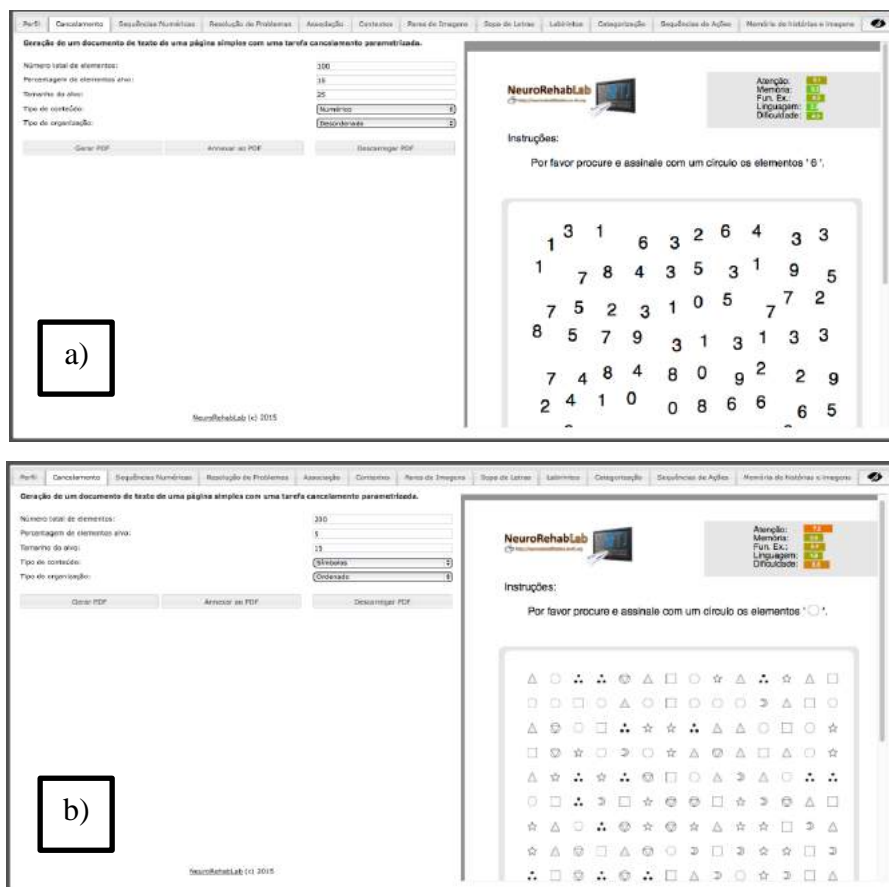 Perfil Cancelamento Sequências Numéricas Resolução de Problemas Associação Contextos Pares de Imagens Sopa de Letras Labirintos Categorização Sequências de Ações Memória de histórias e imagens
Geração de um documento de texto de uma página simples com uma tarefa cancelamento parametrizada.
Número total de elementos: 100
Percentagem de elementos alvo: 15
Tamanho do alvo: 25
Tipo de conteúdo: Numérico
Tipo de organização: Desordenado
Gerar PDF Annexar ao PDF Descarregar PDF
a)
NeuroRehabLab (c) 2015
NeuroRehabLab
Atenção:
Memória:
Fun. Ex.:
Linguagem:
Dificuldade:
Instruções:
Por favor procure e assinale com um círculo os elementos ' 6 '.
1 3 1 6 3 2 6 4 3 3
1 7 8 4 3 5 3 1 9 5
7 5 2 3 1 0 5 7 7 2
8 5 7 9 3 1 3 1 3 3
7 4 8 4 8 0 9 2 2 9
2 4 1 0 0 8 6 6 6 5
Perfil Cancelamento Sequências Numéricas Resolução de Problemas Associação Contextos Pares de Imagens Sopa de Letras Labirintos Categorização Sequências de Ações Memória de histórias e imagens
Geração de um documento de texto de uma página simples com uma tarefa cancelamento parametrizada.
Número total de elementos: 200
Percentagem de elementos alvo: 5
Tamanho do alvo: 15
Tipo de conteúdo: Símbolos
Tipo de organização: Ordenado
Gerar PDF Annexar ao PDF Descarregar PDF
b)
NeuroRehabLab (c) 2015
NeuroRehabLab
Atenção:
Memória:
Fun. Ex.:
Linguagem:
Dificuldade:
Instruções:
Por favor procure e assinale com um círculo os elementos ' ○ '.